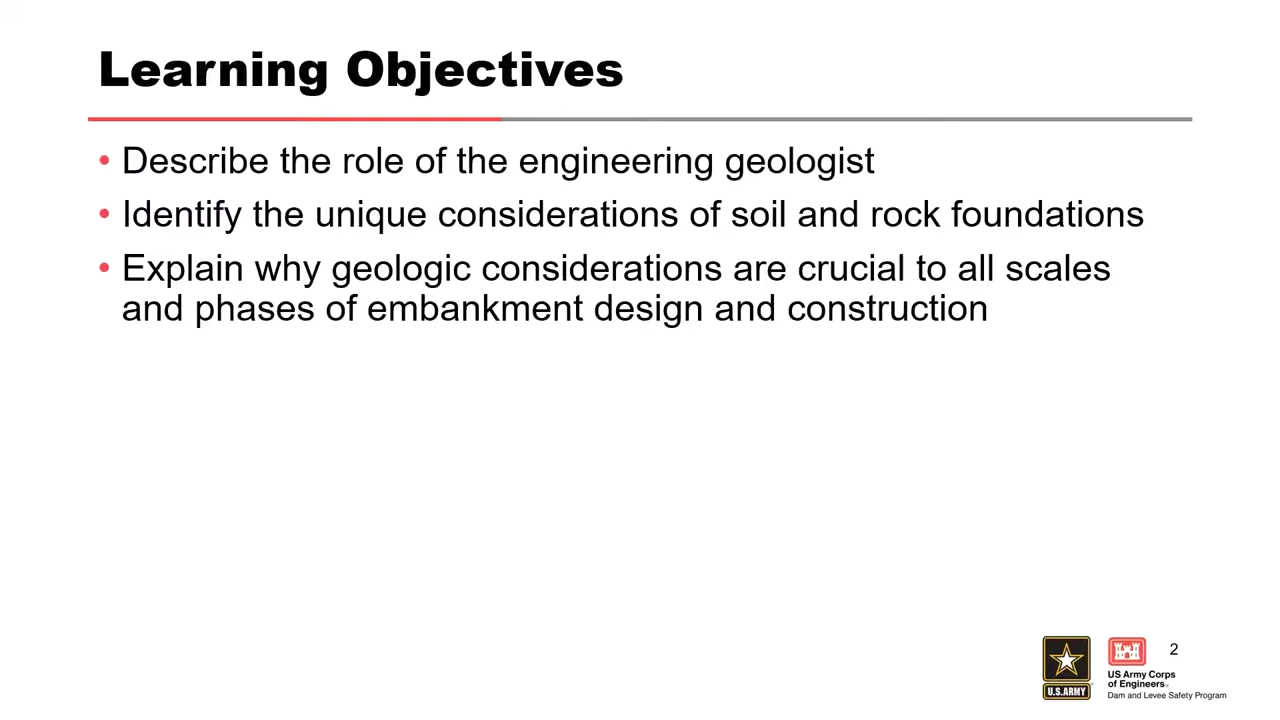 Learning Objectives
• Describe the role of the engineering geologist
• Identify the unique considerations of soil and rock foundations
• Explain why geologic considerations are crucial to all scales
and phases of embankment design and construction
2
U.S.ARMY
US Army Corps
of Engineers®
Dam and Levee Safety Program